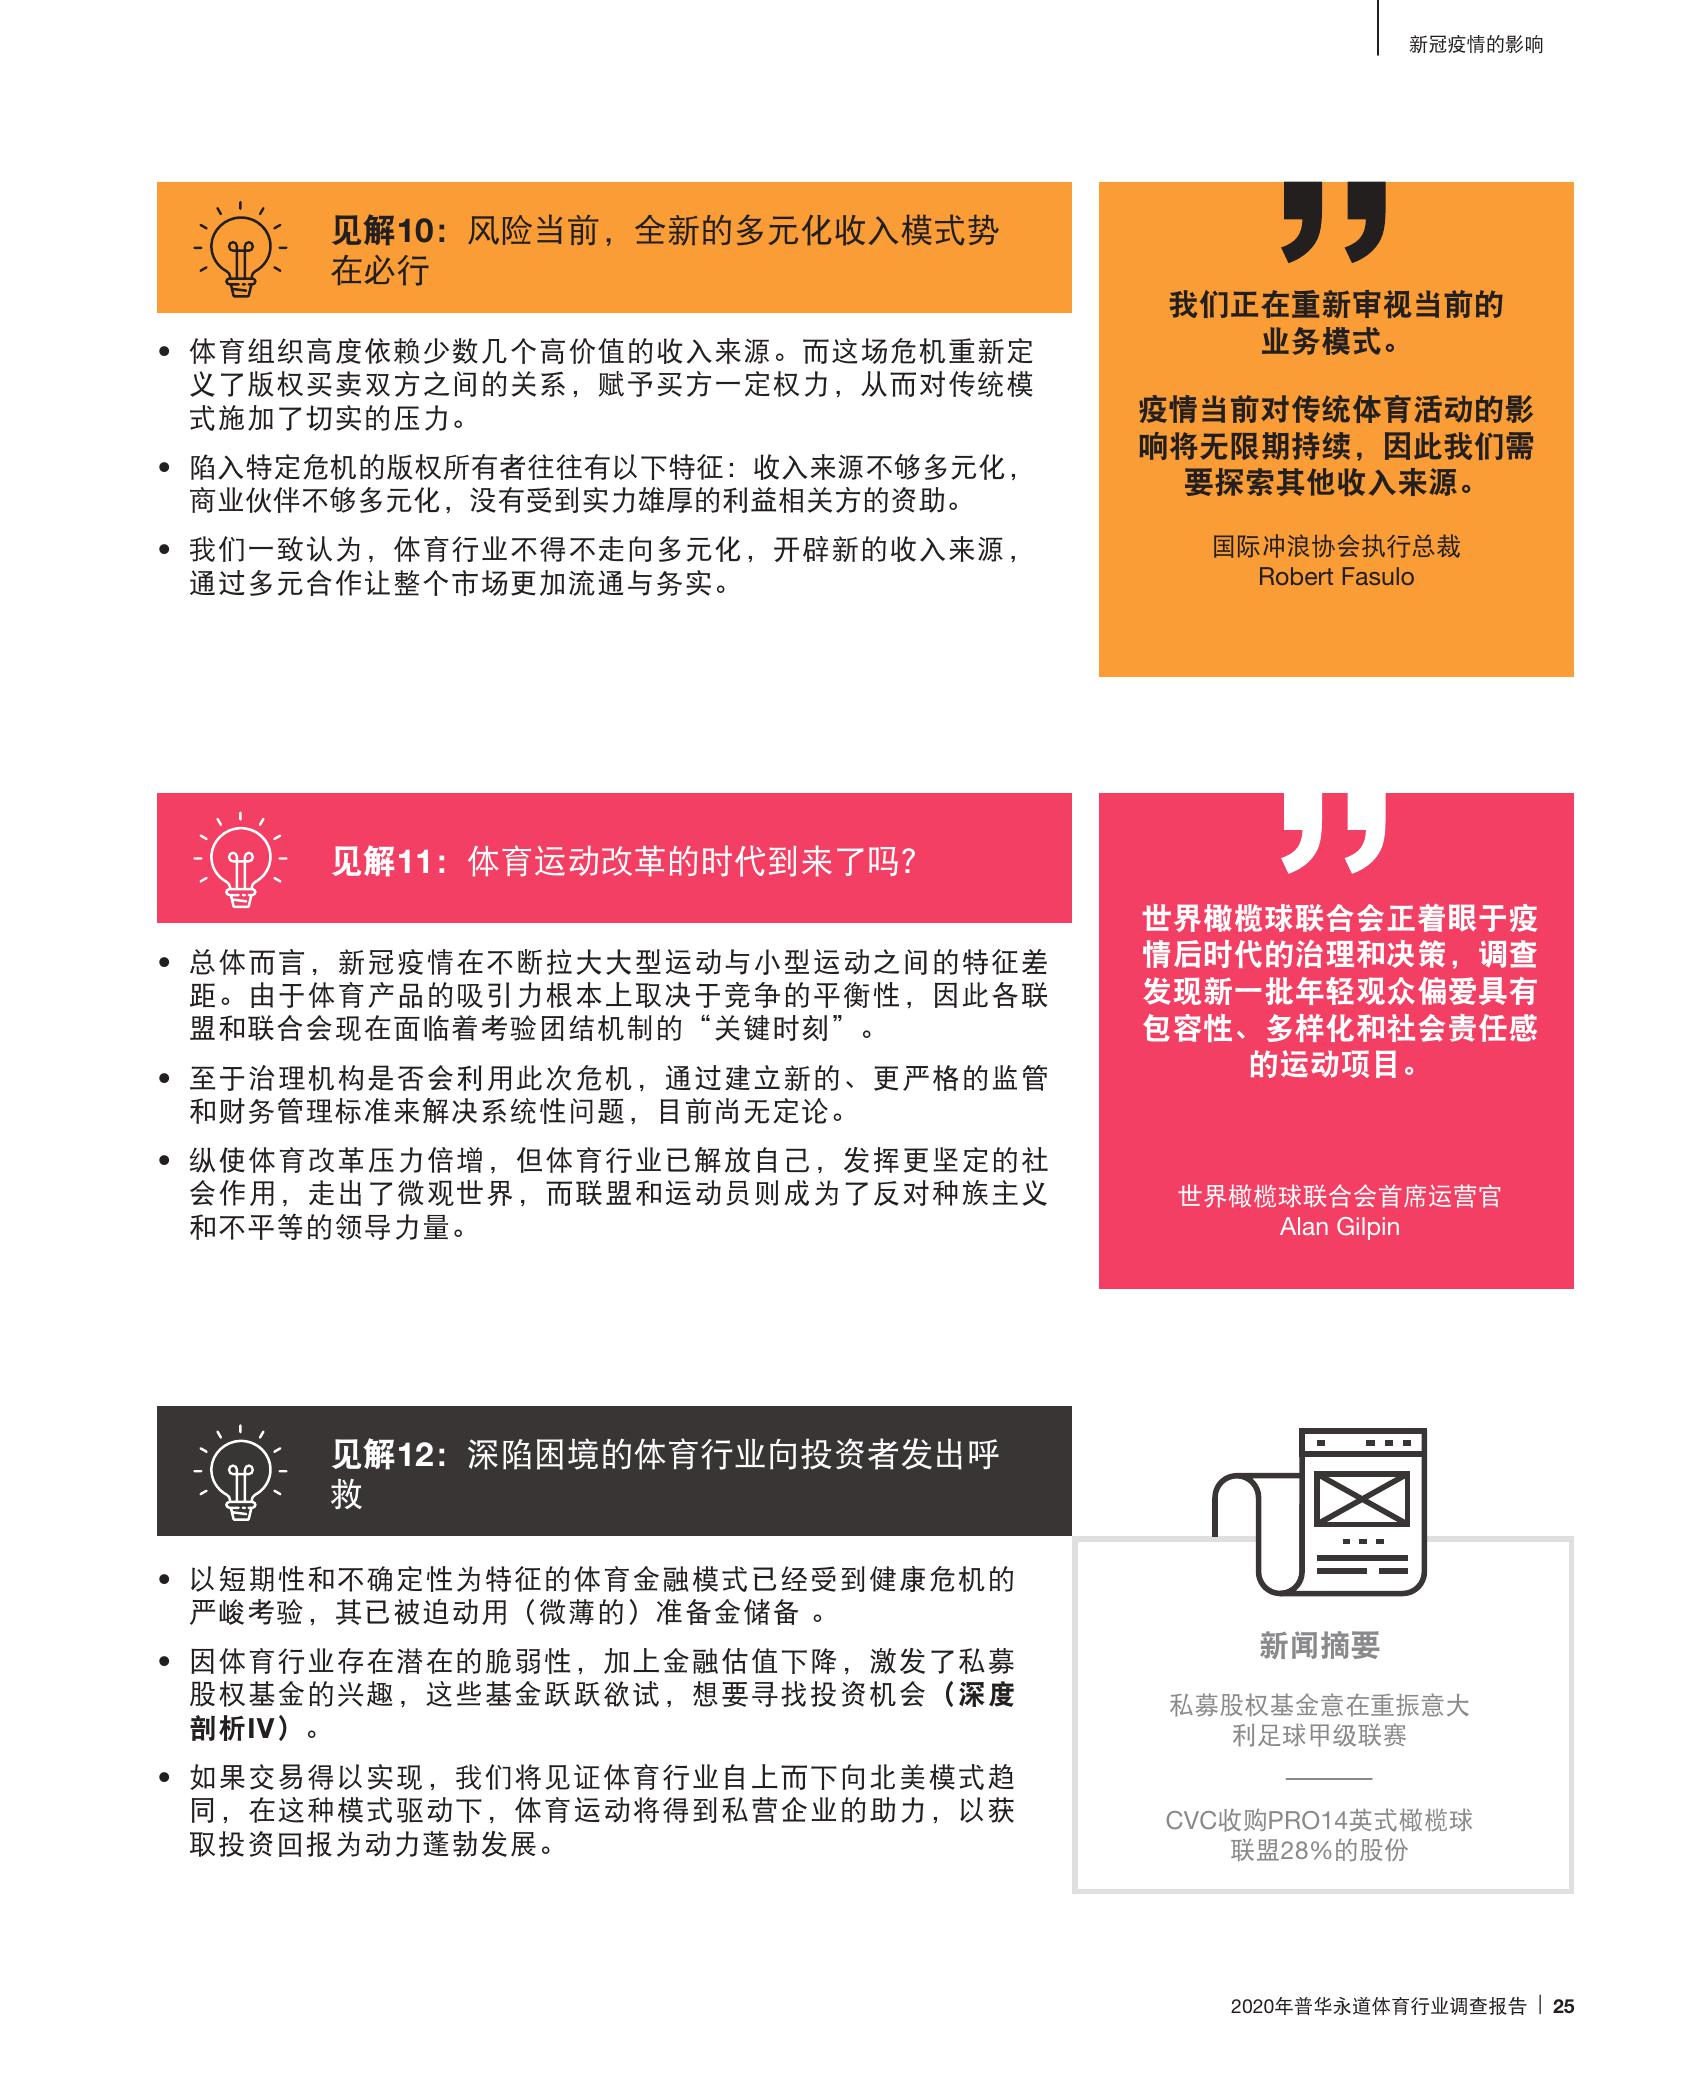 新冠疫情的影响
见解10：风险当前，全新的多元化收入模式势
在必行
体育组织高度依赖少数几个高价值的收入来源。而这场危机重新定
义了版权买卖双方之间的关系，赋予买方一定权力，从而对传统模
式施加了切实的压力。
陷入特定危机的版权所有者往往有以下特征：收入来源不够多元化，
商业伙伴不够多元化，没有受到实力雄厚的利益相关方的资助。
我们一致认为，体育行业不得不走向多元化，开辟新的收入来源，
通过多元合作让整个市场更加流通与务实。
我们正在重新审视当前的
业务模式。
疫情当前对传统体育活动的影
响将无限期持续，因此我们需
要探索其他收入来源。
国际冲浪协会执行总裁
Robert Fasulo
见解11：体育运动改革的时代到来了吗？
总体而言，新冠疫情在不断拉大大型运动与小型运动之间的特征差
距。由于体育产品的吸引力根本上取决于竞争的平衡性，因此各联
盟和联合会现在面临着考验团结机制的“关键时刻”。
至于治理机构是否会利用此次危机，通过建立新的、更严格的监管
和财务管理标准来解决系统性问题，目前尚无定论。
纵使体育改革压力倍增，但体育行业已解放自己，发挥更坚定的社
会作用，走出了微观世界，而联盟和运动员则成为了反对种族主义
和不平等的领导力量。
世界橄榄球联合会正着眼于疫
情后时代的治理和决策，调查
发现新一批年轻观众偏爱具有
包容性、多样化和社会责任感
的运动项目。
世界橄榄球联合会首席运营官
Alan Gilpin
见解12：深陷困境的体育行业向投资者发出呼
救
以短期性和不确定性为特征的体育金融模式已经受到健康危机的
严峻考验，其已被迫动用（微薄的）准备金储备 。
因体育行业存在潜在的脆弱性，加上金融估值下降，激发了私募
股权基金的兴趣，这些基金跃跃欲试，想要寻找投资机会（深度
剖析IV）。
如果交易得以实现，我们将见证体育行业自上而下向北美模式趋
同，在这种模式驱动下，体育运动将得到私营企业的助力，以获
取投资回报为动力蓬勃发展。
新闻摘要
私募股权基金意在重振意大
利足球甲级联赛
CVC收购PRO14英式橄榄球
联盟28%的股份
2020年普华永道体育行业调查报告 | 25